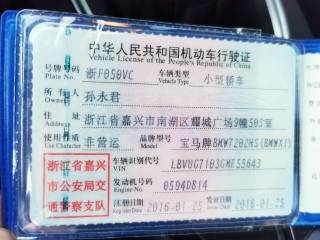 中华人民共和国机动车行驶证
Vehicle License of the People's Republic of China
号牌号码 浙F050VC 车辆类型 小型轿车
Plate No. Vehicle Type
所有人 孙永君
Owner
住址 浙江省嘉兴市南湖区耀城广场9幢503室
Address
使用性质 非营运 品牌型号 宝马牌BMW7202HS(BMWX1)
Use Character Model
浙江省嘉兴市公安局交通警察支队
车辆识别代号 LBVUG7103GME55643
VIN
发动机号码 05940814
Engine No.
注册日期 2016-01-25 发证日期 2016-01-25
Register Date Issue Date